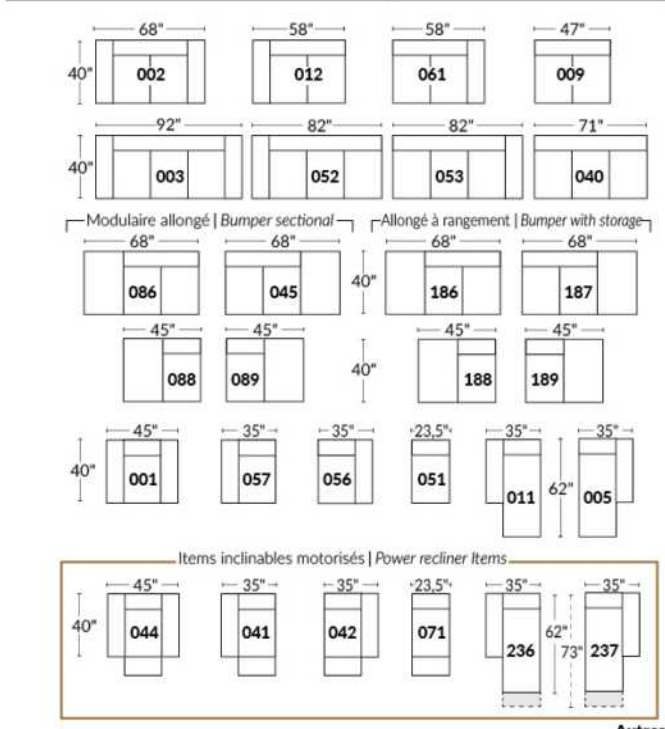 68" 58" 58" 47"
40" 002 012 061 009
92" 82" 82" 71"
40" 003 052 053 040
Modulaire allongé | Bumper sectional Allongé à rangement | Bumper with storage
68" 68" 68" 68"
086 045 40" 186 187
45" 45" 45" 45"
088 089 40" 188 189
45" 35" 35" 23,5" 35" 35"
40" 001 057 056 051 011 62" 005
Items inclinables motorisés | Power recliner Items
45" 35" 35" 23,5" 35" 35"
40" 044 041 042 071 236 62" 73" 237